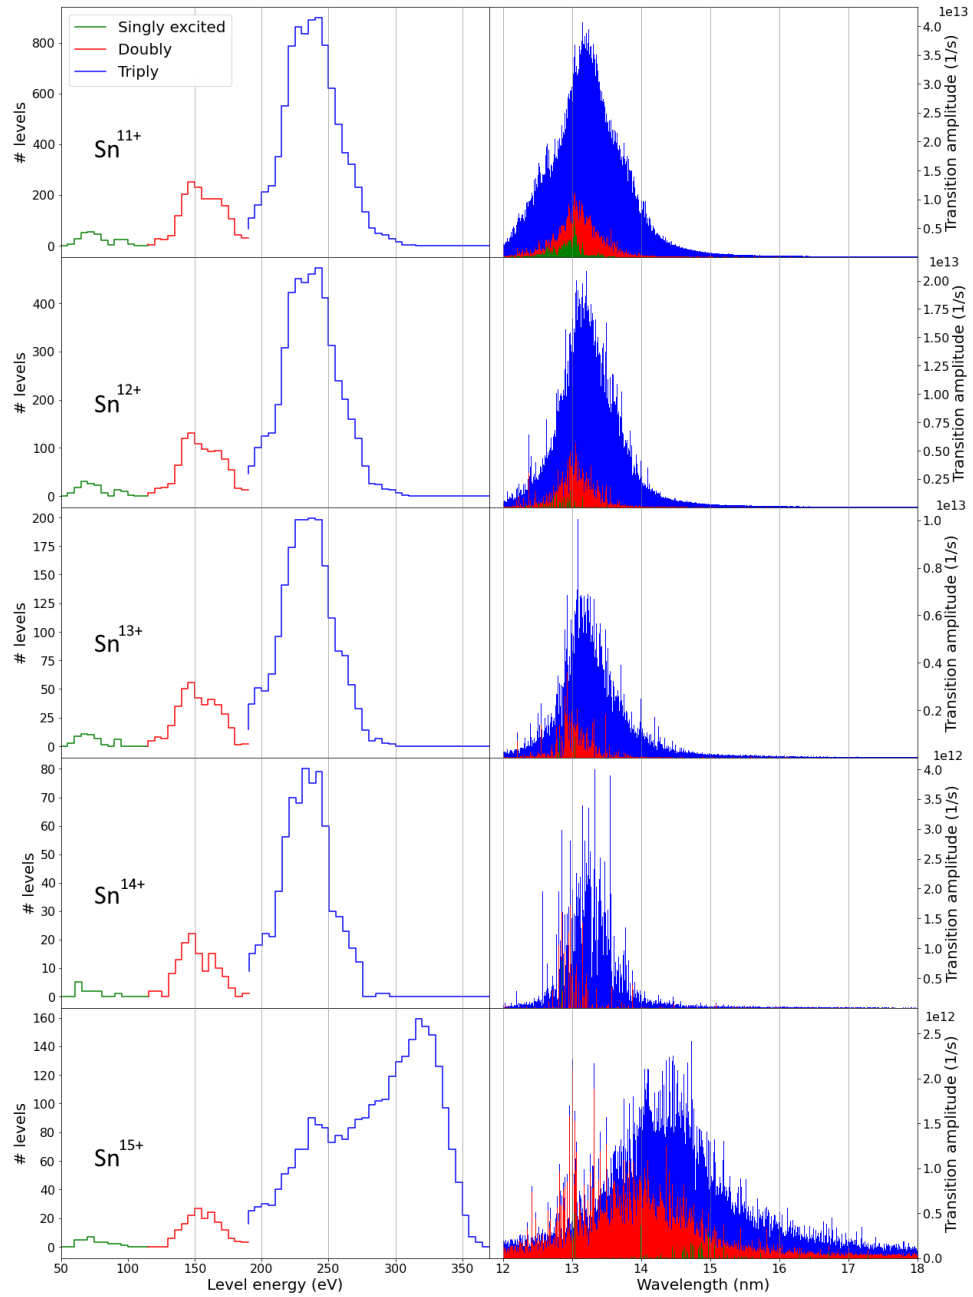 1e13
Singly excited
Doubly
Triply
Sn11+
# levels
800
600
400
200
0
4.0
3.5
3.0
2.5
2.0
1.5
1.0
0.5
Transition amplitude (1/s)
1e13
Sn12+
# levels
400
300
200
100
0
2.00
1.75
1.50
1.25
1.00
0.75
0.50
0.25
Transition amplitude (1/s)
1e13
Sn13+
# levels
200
175
150
125
100
75
50
25
0
1.0
0.8
0.6
0.4
0.2
Transition amplitude (1/s)
1e12
Sn14+
# levels
80
70
60
50
40
30
20
10
0
4.0
3.5
3.0
2.5
2.0
1.5
1.0
0.5
Transition amplitude (1/s)
1e12
Sn15+
# levels
160
140
120
100
80
60
40
20
0
2.5
2.0
1.5
1.0
0.5
0.0
Transition amplitude (1/s)
50 100 150 200 250 300 350
12 13 14 15 16 17 18
Level energy (eV)
Wavelength (nm)